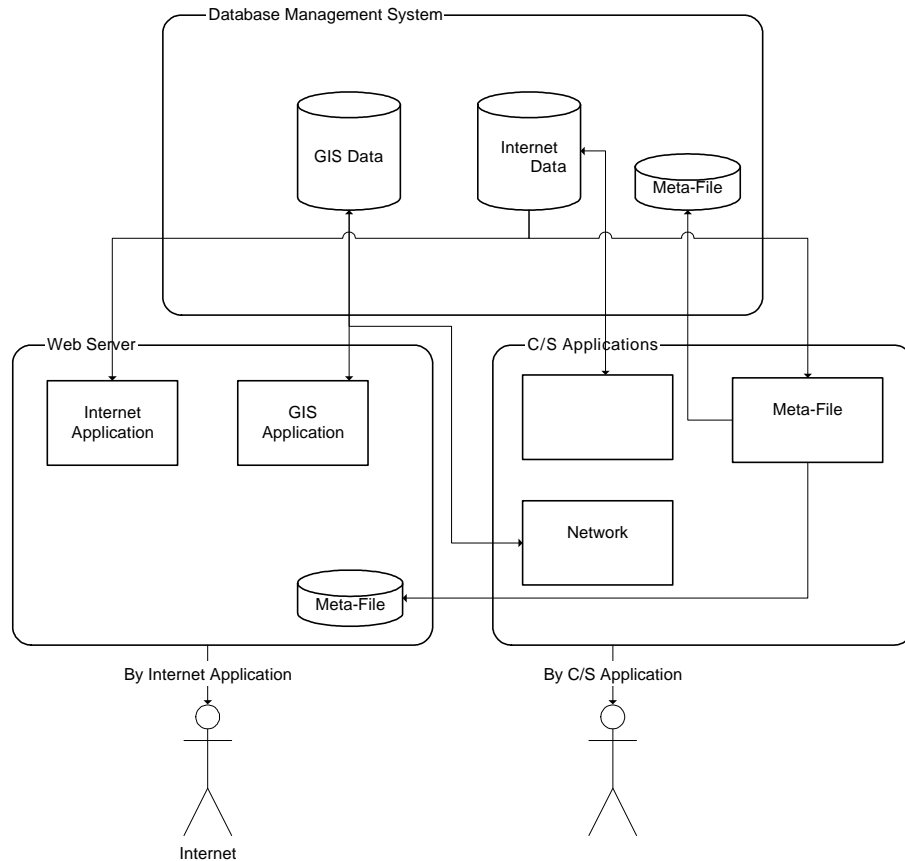 Database Management System
GIS Data
Internet
Data
Meta-File
Web Server
Internet
Application
GIS
Application
Meta-File
C/S Applications
Meta-File
Network
By Internet Application
By C/S Application
Internet